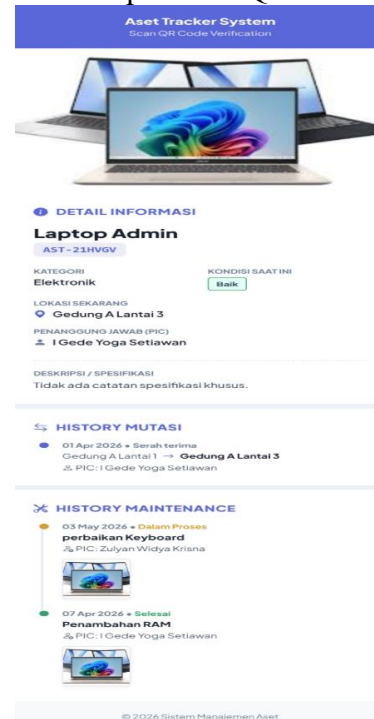 Aset Tracker System
Scan QR Code Verification
DETAIL INFORMASI
Laptop Admin
AST-21HVGV
KATEGORI
Elektronik
KONDISI SAAT INI
Baik
LOKASI SEKARANG
Gedung A Lantai 3
PENANGGUNG JAWAB (PIC)
I Gede Yoga Setiawan
DESKRIPSI / SPESIFIKASI
Tidak ada catatan spesifikasi khusus.
HISTORY MUTASI
01 Apr 2026 • Serah terima
Gedung A Lantai 1 → Gedung A Lantai 3
PIC: I Gede Yoga Setiawan
HISTORY MAINTENANCE
03 May 2026 • Dalam Proses
perbaikan Keyboard
PIC: Zulyan Widya Krisna
07 Apr 2026 • Selesai
Penambahan RAM
PIC: I Gede Yoga Setiawan
© 2026 Sistem Manajemen Aset